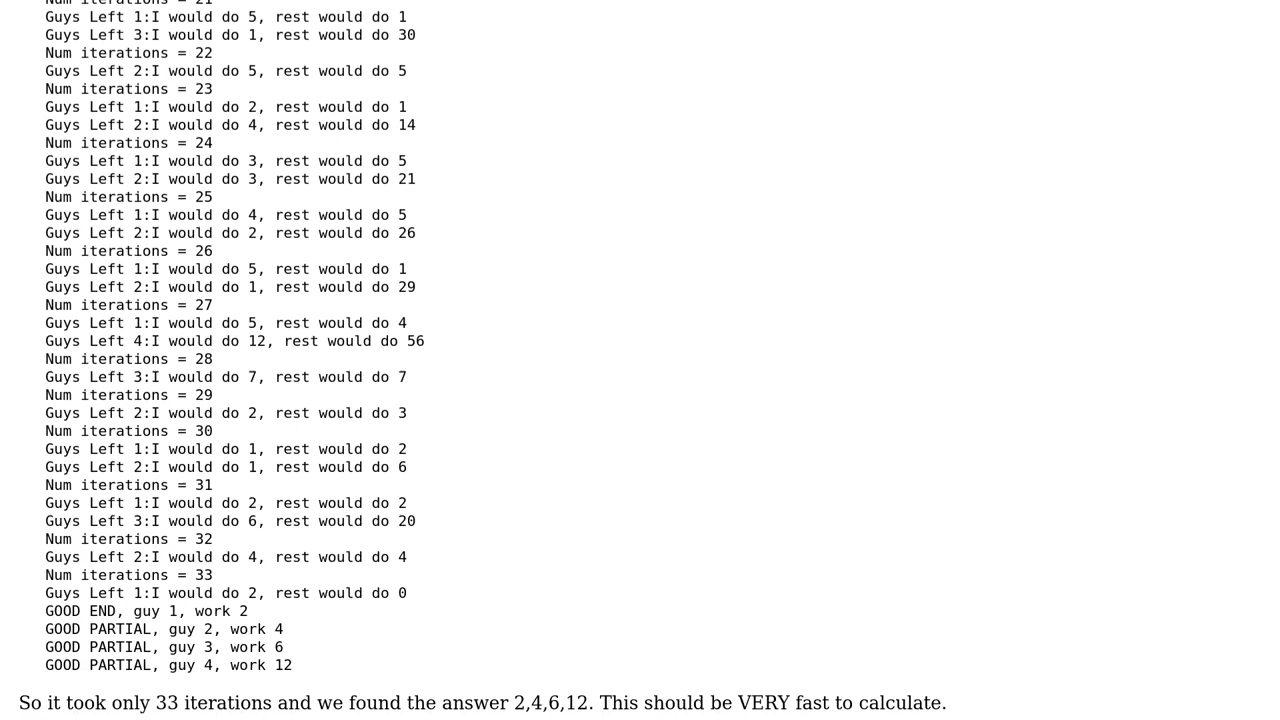 Num iterations = 21
Guys Left 1:I would do 5, rest would do 1
Guys Left 3:I would do 1, rest would do 30
Num iterations = 22
Guys Left 2:I would do 5, rest would do 5
Num iterations = 23
Guys Left 1:I would do 2, rest would do 1
Guys Left 2:I would do 4, rest would do 14
Num iterations = 24
Guys Left 1:I would do 3, rest would do 5
Guys Left 2:I would do 3, rest would do 21
Num iterations = 25
Guys Left 1:I would do 4, rest would do 5
Guys Left 2:I would do 2, rest would do 26
Num iterations = 26
Guys Left 1:I would do 5, rest would do 1
Guys Left 2:I would do 1, rest would do 29
Num iterations = 27
Guys Left 1:I would do 5, rest would do 4
Guys Left 4:I would do 12, rest would do 56
Num iterations = 28
Guys Left 3:I would do 7, rest would do 7
Num iterations = 29
Guys Left 2:I would do 2, rest would do 3
Num iterations = 30
Guys Left 1:I would do 1, rest would do 2
Guys Left 2:I would do 1, rest would do 6
Num iterations = 31
Guys Left 1:I would do 2, rest would do 2
Guys Left 3:I would do 6, rest would do 20
Num iterations = 32
Guys Left 2:I would do 4, rest would do 4
Num iterations = 33
Guys Left 1:I would do 2, rest would do 0
GOOD END, guy 1, work 2
GOOD PARTIAL, guy 2, work 4
GOOD PARTIAL, guy 3, work 6
GOOD PARTIAL, guy 4, work 12
So it took only 33 iterations and we found the answer 2,4,6,12. This should be VERY fast to calculate.